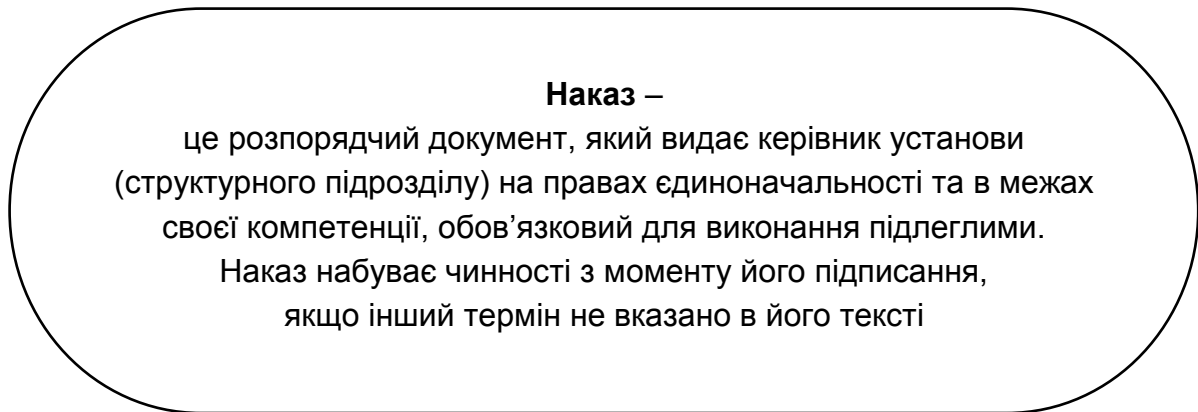 Наказ –
це розпорядчий документ, який видає керівник установи
(структурного підрозділу) на правах єдиноначальності та в межах
своєї компетенції, обов’язковий для виконання підлеглими.
Наказ набуває чинності з моменту його підписання,
якщо інший термін не вказано в його тексті